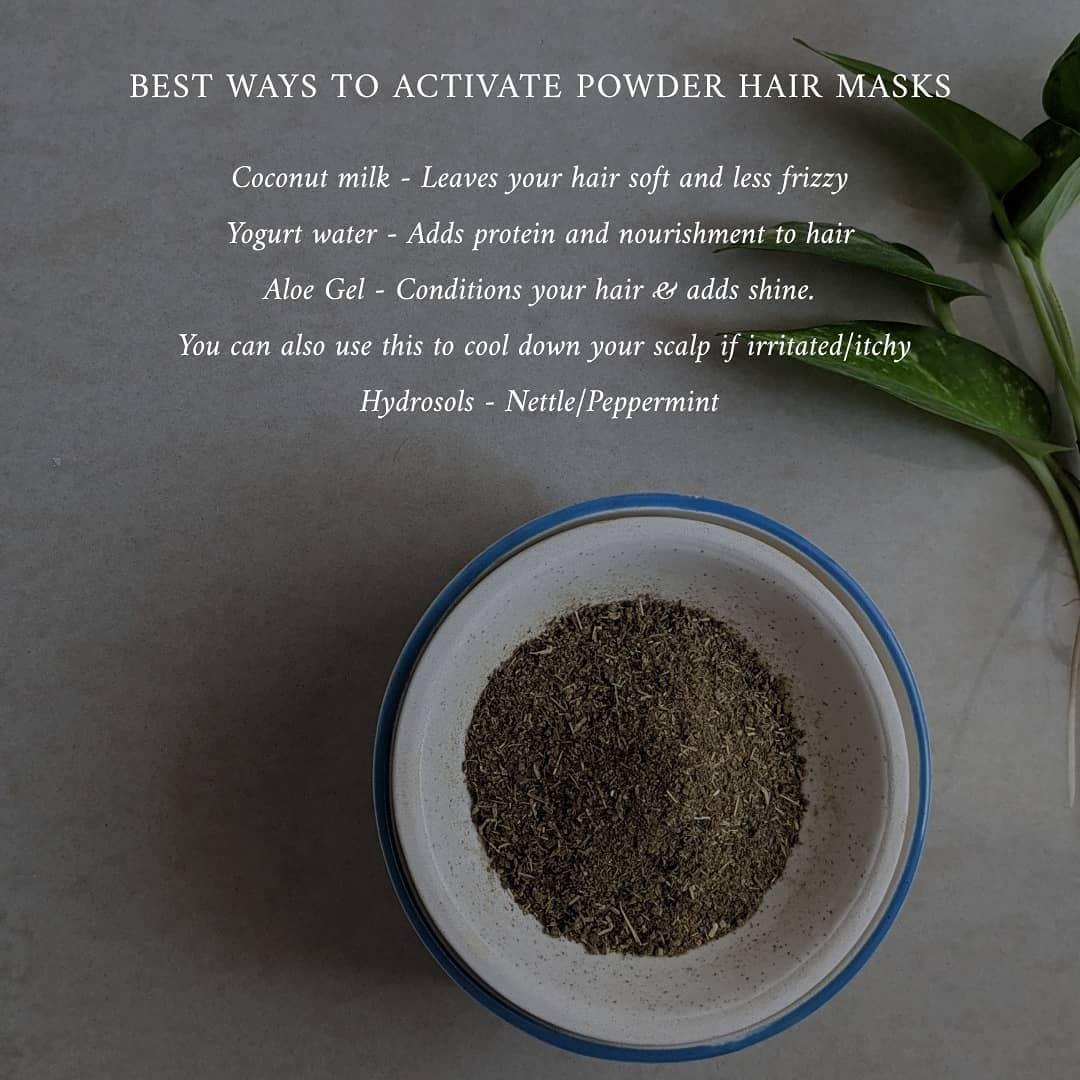 BEST WAYS TO ACTIVATE POWDER HAIR MASKS
Coconut milk - Leaves your hair soft and less frizzy
Yogurt water - Adds protein and nourishment to hair
Aloe Gel - Conditions your hair & adds shine.
You can also use this to cool down your scalp if irritated/itchy
Hydrosols - Nettle/Peppermint